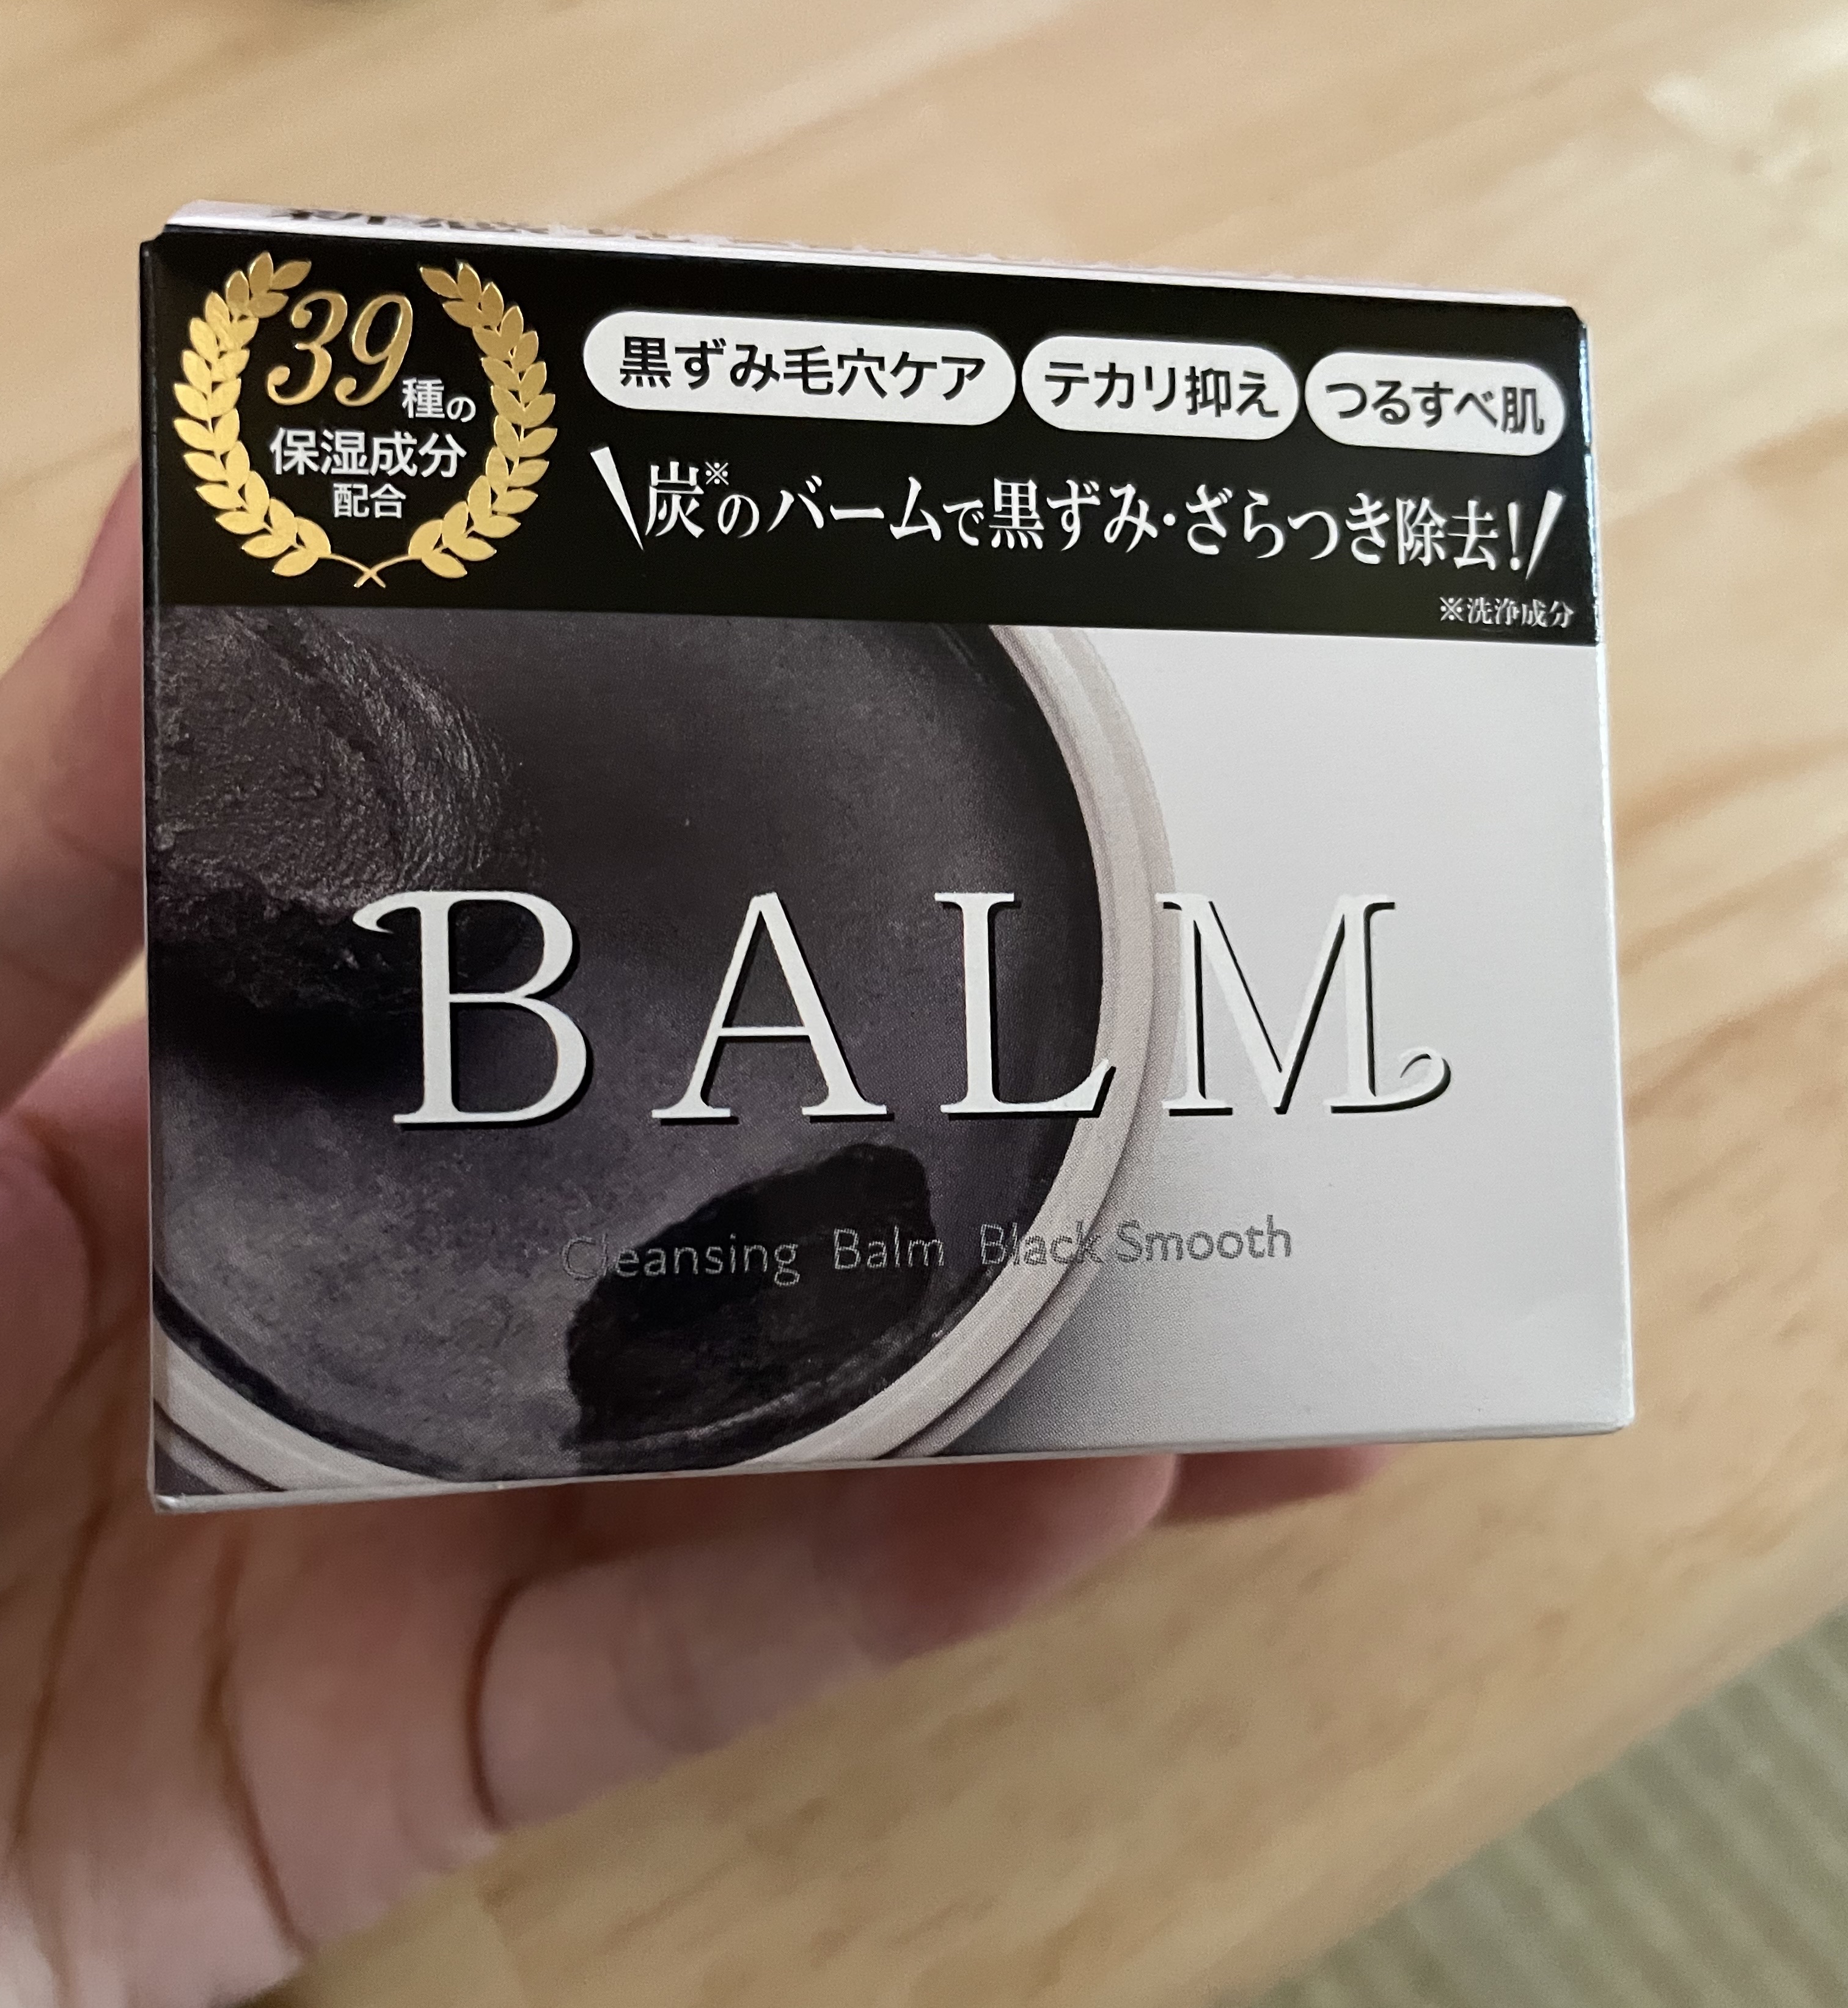 39種の
保湿成分
配合
黒ずみ毛穴ケア テカリ抑え つるすべ肌
\炭※のバームで黒ずみ・ざらつき除去!/
※洗浄成分
BALM
Cleansing Balm Black Smooth